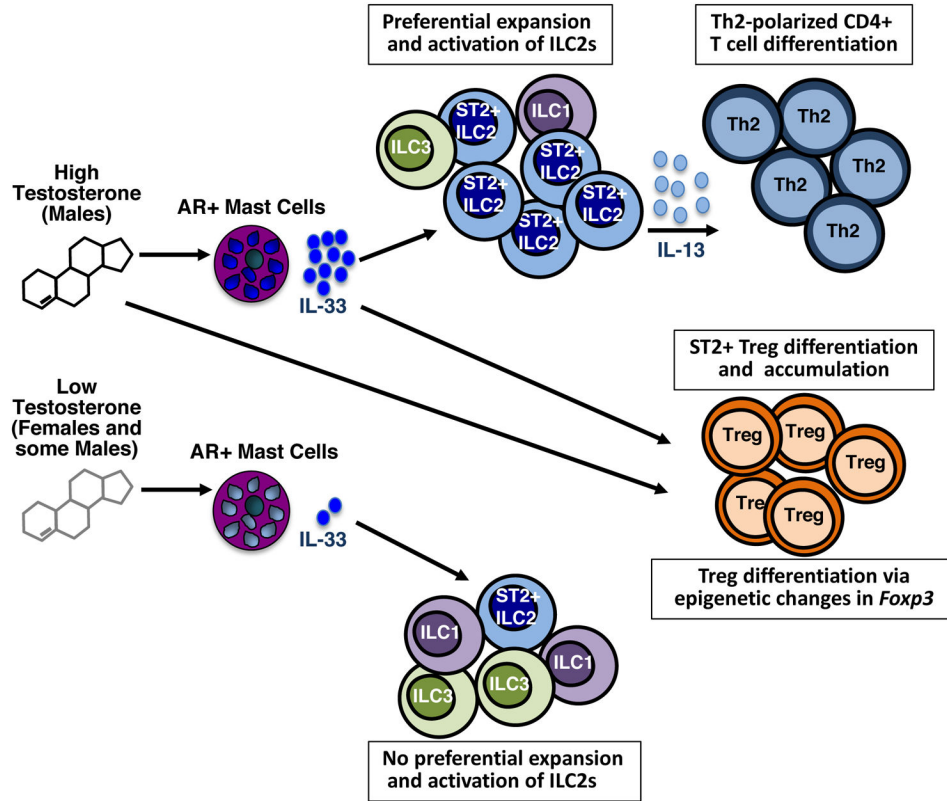 Preferential expansion
and activation of ILC2s
Th2-polarized CD4+
T cell differentiation
High
Testosterone
(Males)
AR+ Mast Cells
IL-33
ILC3
ST2+
ILC2
ILC1
ST2+
ILC2
ST2+
ILC2
ST2+
ILC2
ST2+
ILC2
IL-13
Th2
Th2
Th2
Th2
Th2
ST2+ Treg differentiation
and accumulation
Treg
Treg
Treg
Treg
Treg
Treg differentiation via
epigenetic changes in Foxp3
Low
Testosterone
(Females and
some Males)
AR+ Mast Cells
IL-33
ST2+
ILC2
ILC1
ILC1
ILC3
ILC3
No preferential expansion
and activation of ILC2s